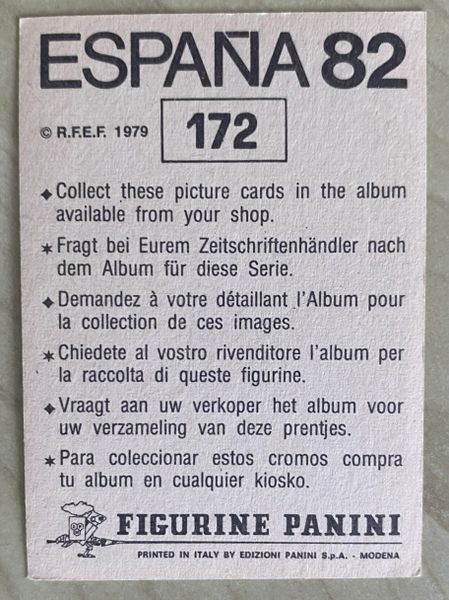 ESPAÑA 82
© R.F.E.F. 1979 172
◆ Collect these picture cards in the album
available from your shop.
✶ Fragt bei Eurem Zeitschriftenhändler nach
dem Album für diese Serie.
◆ Demandez à votre détaillant l'Album pour
la collection de ces images.
✶ Chiedete al vostro rivenditore l'album per
la raccolta di queste figurine.
◆ Vraagt aan uw verkoper het album voor
uw verzameling van deze prentjes.
✶ Para coleccionar estos cromos compra
tu album en cualquier kiosko.
FIGURINE PANINI
PRINTED IN ITALY BY EDIZIONI PANINI S.p.A. - MODENA